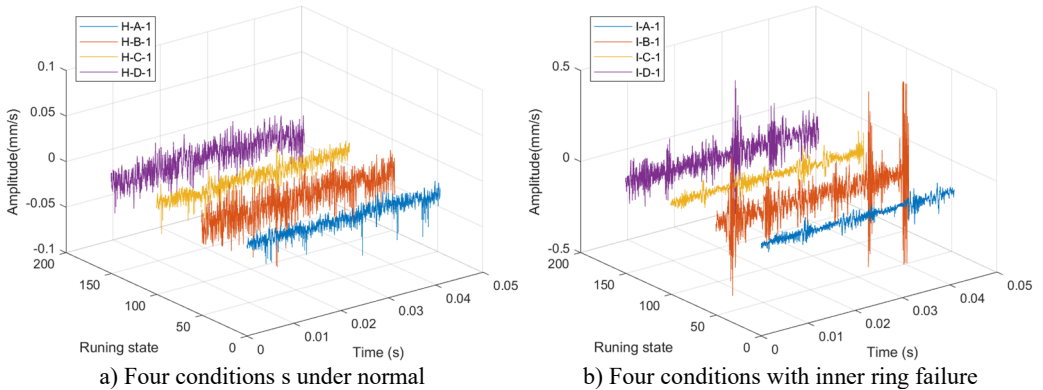 H-A-1
H-B-1
H-C-1
H-D-1
0.1
0.05
0
-0.05
-0.1
Amplitude(mm/s)
200
150
100
50
0
Runing state
0
0.01
0.02
0.03
0.04
0.05
Time (s)
a) Four conditions s under normal
I-A-1
I-B-1
I-C-1
I-D-1
0.5
0
-0.5
Amplitude(mm/s)
200
150
100
50
0
Runing state
0
0.01
0.02
0.03
0.04
0.05
Time (s)
b) Four conditions with inner ring failure